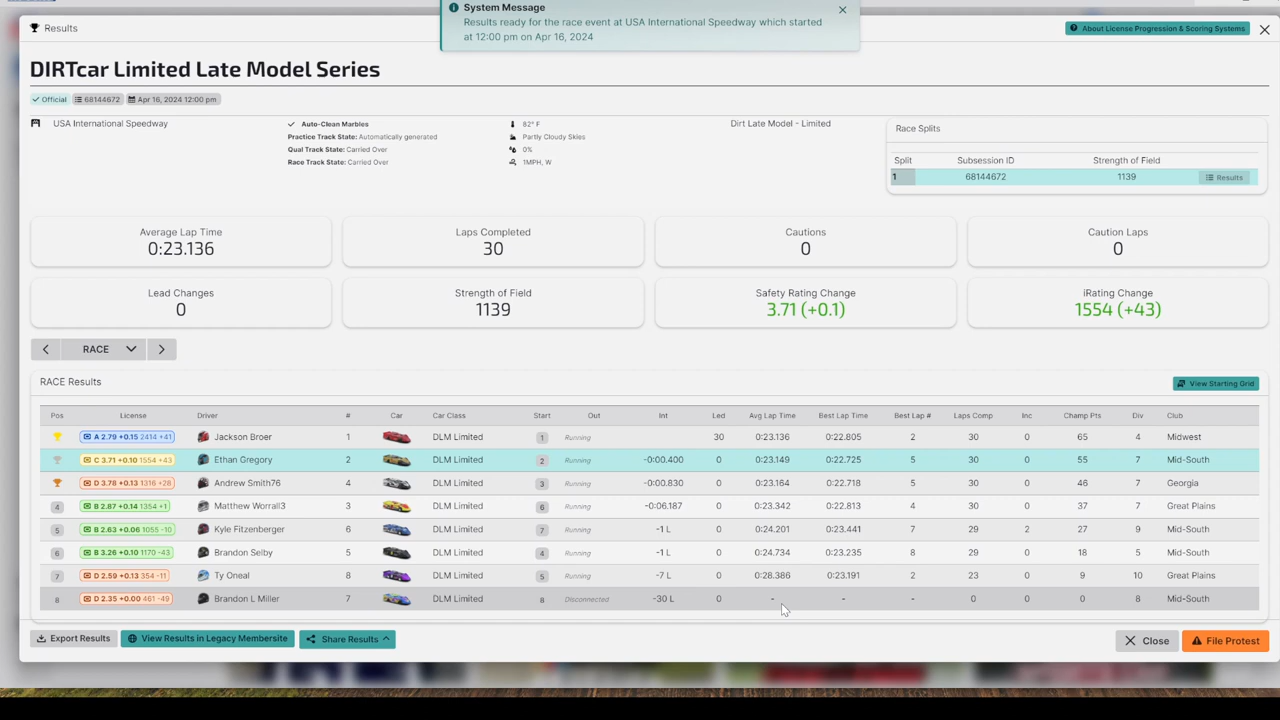 System Message
Results ready for the race event at USA International Speedway which started
at 12:00 pm on Apr 16, 2024
Results
About License Progression & Scoring Systems
DIRTcar Limited Late Model Series
Official 68144672 Apr 16, 2024 12:00 pm
USA International Speedway
Auto-Clean Marbles
Practice Track State: Automatically generated
Qual Track State: Carried Over
Race Track State: Carried Over
82° F
Partly Cloudy Skies
0%
1MPH, W
Dirt Late Model - Limited
Race Splits
Split Subsession ID Strength of Field
1 68144672 1139 Results
Average Lap Time
0:23.136
Laps Completed
30
Cautions
0
Caution Laps
0
Lead Changes
0
Strength of Field
1139
Safety Rating Change
3.71 (+0.1)
iRating Change
1554 (+43)
RACE
RACE Results
View Starting Grid
Pos License Driver # Car Car Class Start Out Int Led Avg Lap Time Best Lap Time Best Lap # Laps Comp Inc Champ Pts Div Club
A 2.79 +0.15 2414 +41 Jackson Broer 1 DLM Limited 1 Running 30 0:23.136 0:22.805 2 30 0 65 4 Midwest
C 3.71 +0.10 1554 +43 Ethan Gregory 2 DLM Limited 2 Running -0:00.400 0 0:23.149 0:22.725 5 30 0 55 7 Mid-South
D 3.78 +0.13 1316 +28 Andrew Smith76 4 DLM Limited 3 Running -0:00.830 0 0:23.164 0:22.718 5 30 0 46 7 Georgia
4 B 2.87 +0.14 1354 +1 Matthew Worrall3 3 DLM Limited 6 Running -0:06.187 0 0:23.342 0:22.813 4 30 0 37 7 Great Plains
5 B 2.63 +0.06 1055 -10 Kyle Fitzenberg 6 DLM Limited 7 Running -1 L 0 0:24.201 0:23.441 7 29 2 27 9 Mid-South
6 B 3.26 +0.10 1170 -43 Brandon Selby 5 DLM Limited 4 Running -1 L 0 0:24.734 0:23.235 8 29 0 18 5 Mid-South
7 D 2.59 +0.13 354 -11 Ty Oneal 8 DLM Limited 5 Running -7 L 0 0:28.386 0:23.191 2 23 0 9 10 Great Plains
8 D 2.35 +0.00 461 -49 Brandon L Miller 7 DLM Limited 8 Disconnected -30 L 0 - - - 0 0 0 8 Mid-South
Export Results View Results in Legacy Membersite Share Results Close File Protest